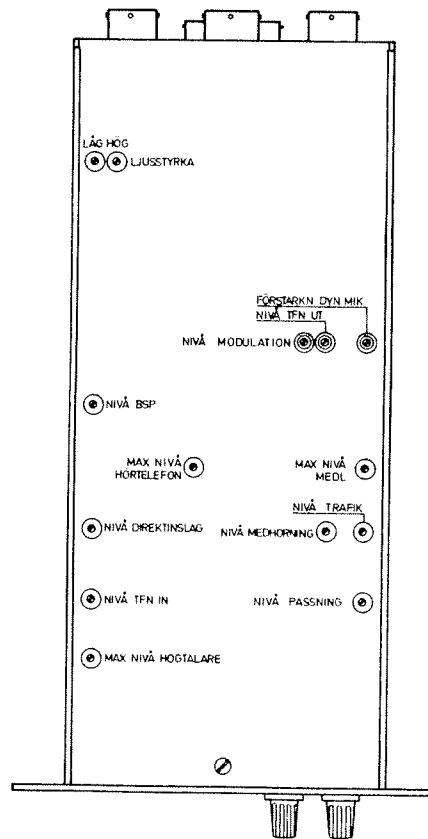 LÅG HÖG
LJUSSTYRKA
FÖRSTÄRKN DYN MIK
NIVÅ TFN UT
NIVÅ MODULATION
NIVÅ BSP
MAX NIVÅ
HÖRTELEFON
MAX NIVÅ
MEDL
NIVÅ TRAFIK
NIVÅ DIREKTINSLAG
NIVÅ MEDHÖRNING
NIVÅ TFN IN
NIVÅ PASSNING
MAX NIVÅ HÖGTALARE